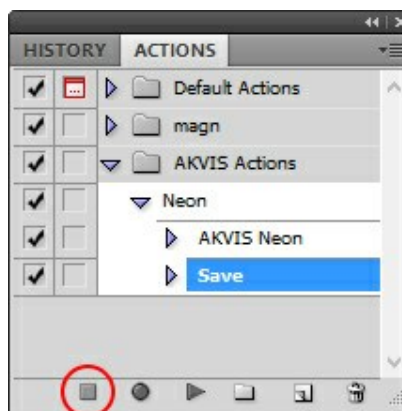 HISTORY ACTIONS
Default Actions
magn
AKVIS Actions
Neon
AKVIS Neon
Save